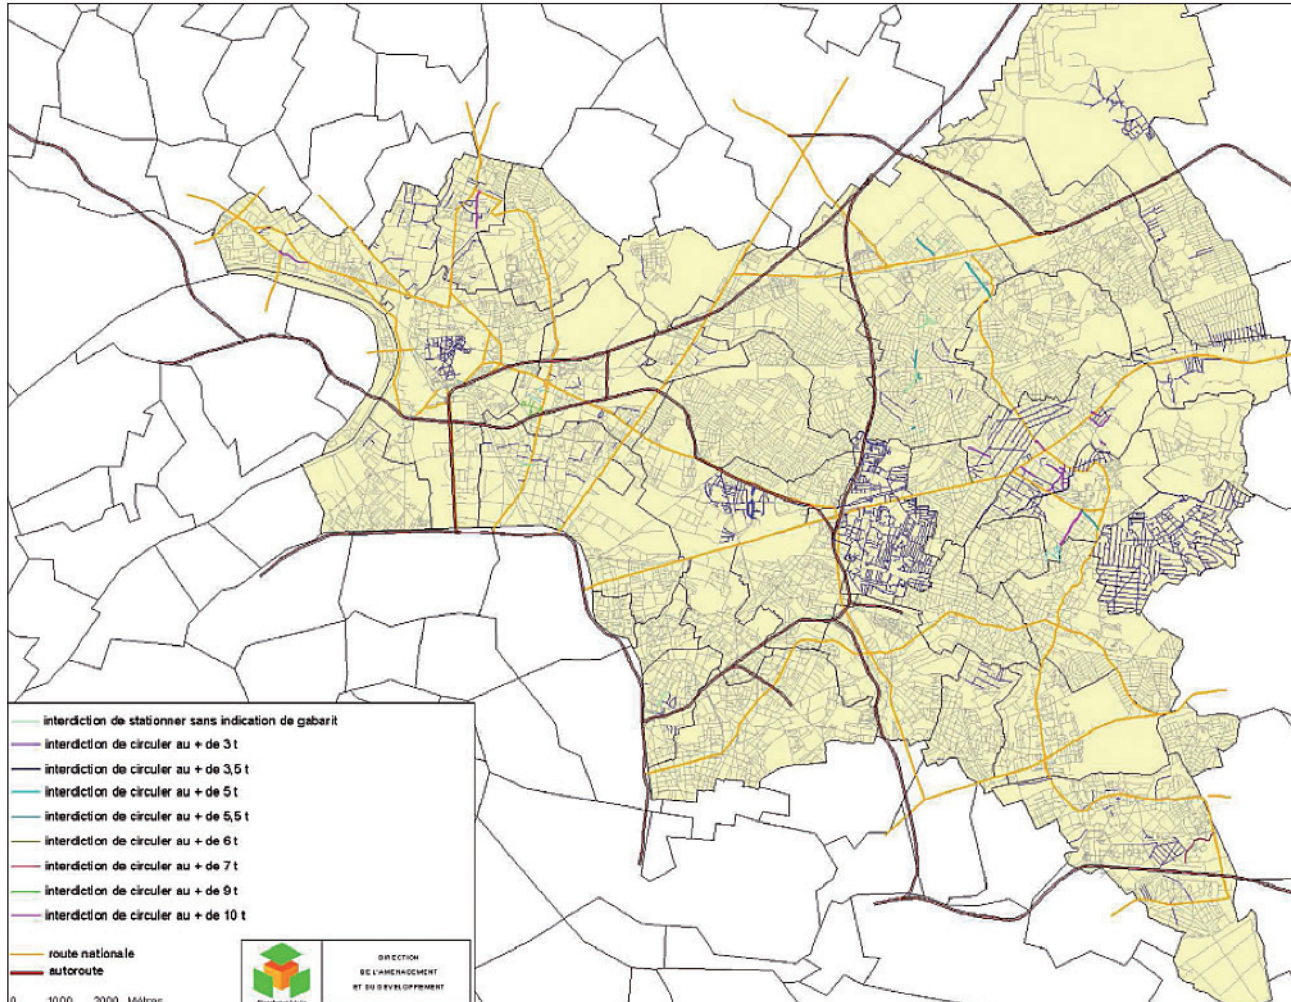 interdiction de stationner sans indication de gabarit
interdiction de circuler au + de 3 t
interdiction de circuler au + de 3,5 t
interdiction de circuler au + de 5 t
interdiction de circuler au + de 5,5 t
interdiction de circuler au + de 6 t
interdiction de circuler au + de 7 t
interdiction de circuler au + de 9 t
interdiction de circuler au + de 10 t
route nationale
autoroute
0 1000 2000 Mètres
DIRECTION
DE L'AMENAGEMENT
ET DU DEVELOPPEMENT